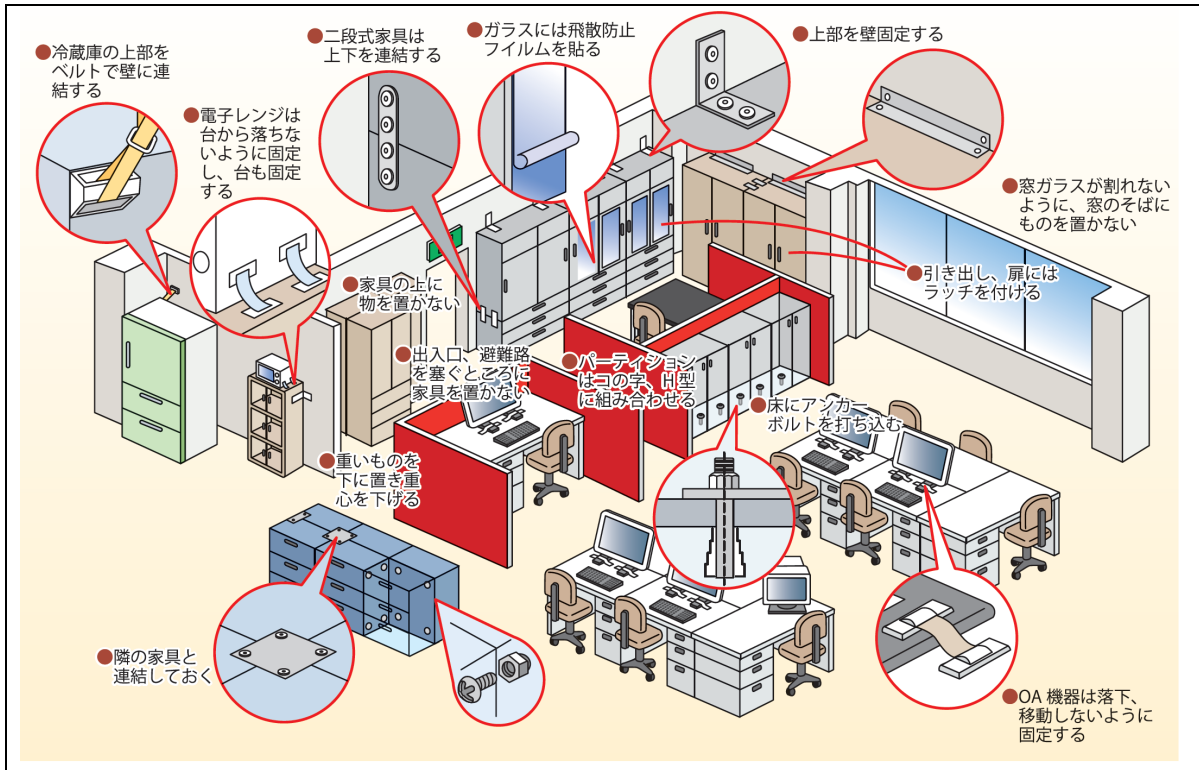 ●冷蔵庫の上部を
ベルトで壁に連
結する
●電子レンジは
台から落ちな
いように固定
し、台も固定
する
●二段式家具は
上下を連結する
●ガラスには飛散防止
フイルムを貼る
●上部を壁固定する
●窓ガラスが割れない
ように、窓のそばに
ものを置かない
●引き出し、扉には
ラッチを付ける
●家具の上に
物を置かない
●出入口、避難路
を塞ぐところに
家具を置かない
●パーティション
はコの字、H型
に組み合わせる
●床にアンカー
ボルトを打ち込む
●重いものを
下に置き重
心を下げる
●隣の家具と
連結しておく
●OA 機器は落下、
移動しないように
固定する